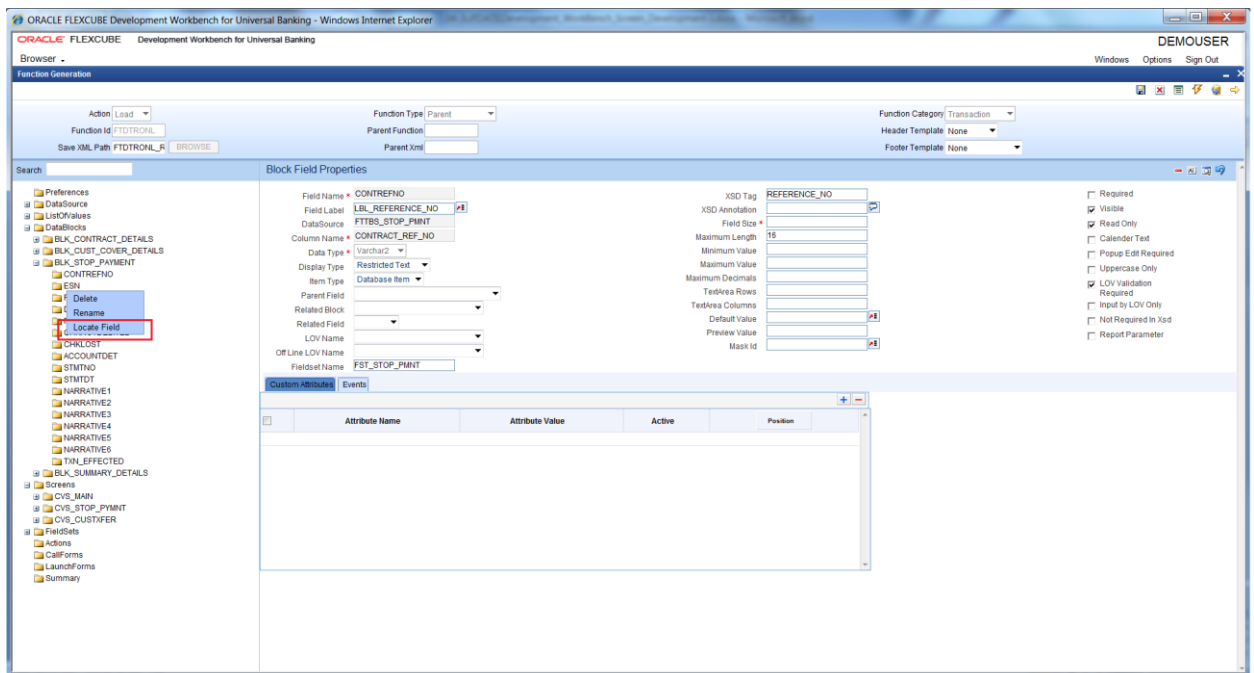 ORACLE FLEXCUBE Development Workbench for Universal Banking - Windows Internet Explorer
ORACLE FLEXCUBE Development Workbench for Universal Banking
DEMOUSER
Browser
Windows Options Sign Out
Function Generation
Action Load
Function Type Parent
Function Category Transaction
Function Id FTDTRONL
Parent Function
Header Template None
Save XML Path FTDTRONL_R BROWSE
Parent Xml
Footer Template None
Search
Block Field Properties
Preferences
DataSource
ListOfValues
DataBlocks
BLK_CONTRACT_DETAILS
BLK_CUST_COVER_DETAILS
BLK_STOP_PAYMENT
CONTREFNO
ESN
Delete
Rename
Locate Field
CHKLOST
ACCOUNTDET
STMTNO
STMTDT
NARRATIVE1
NARRATIVE2
NARRATIVE3
NARRATIVE4
NARRATIVE5
NARRATIVE6
TXN_EFFECTED
BLK_SUMMARY_DETAILS
Screens
CVS_MAIN
CVS_STOP_PYMNT
CVS_CUSTXFER
FieldSets
Actions
CallForms
LaunchForms
Summary
Field Name * CONTREFNO
Field Label LBL_REFERENCE_NO
DataSource FTTBS_STOP_PMNT
Column Name * CONTRACT_REF_NO
Data Type * Varchar2
Display Type Restricted Text
Item Type Database Item
Parent Field
Related Block
Related Field
LOV Name
Off Line LOV Name
Fieldset Name FST_STOP_PMNT
XSD Tag REFERENCE_NO
XSD Annotation
Field Size *
Maximum Length 16
Minimum Value
Maximum Value
Maximum Decimals
TextArea Rows
TextArea Columns
Default Value
Preview Value
Mask Id
Required
Visible
Read Only
Calender Text
Popup Edit Required
Uppercase Only
LOV Validation
Required
Input by LOV Only
Not Required In Xsd
Report Parameter
Custom Attributes Events
Attribute Name Attribute Value Active Position